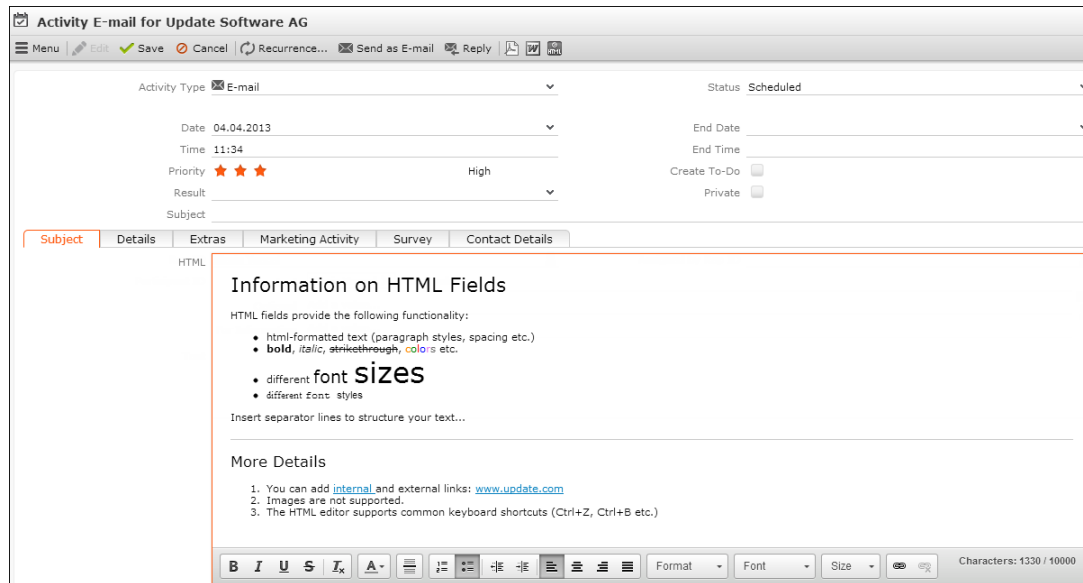 Activity E-mail for Update Software AG
Menu Edit Save Cancel Recurrence... Send as E-mail Reply
Activity Type E-mail Status Scheduled
Date 04.04.2013 End Date
Time 11:34 End Time
Priority High Create To-Do
Result Private
Subject
Subject Details Extras Marketing Activity Survey Contact Details
HTML
Information on HTML Fields
HTML fields provide the following functionality:
• html-formatted text (paragraph styles, spacing etc.)
• bold, italic, strikethrough, colors etc.
• different font sizes
• different font styles
Insert separator lines to structure your text...
More Details
1. You can add internal and external links: www.update.com
2. Images are not supported.
3. The HTML editor supports common keyboard shortcuts (Ctrl+Z, Ctrl+B etc.)
B I U S Ix A Format Font Size Characters: 1330 / 10000